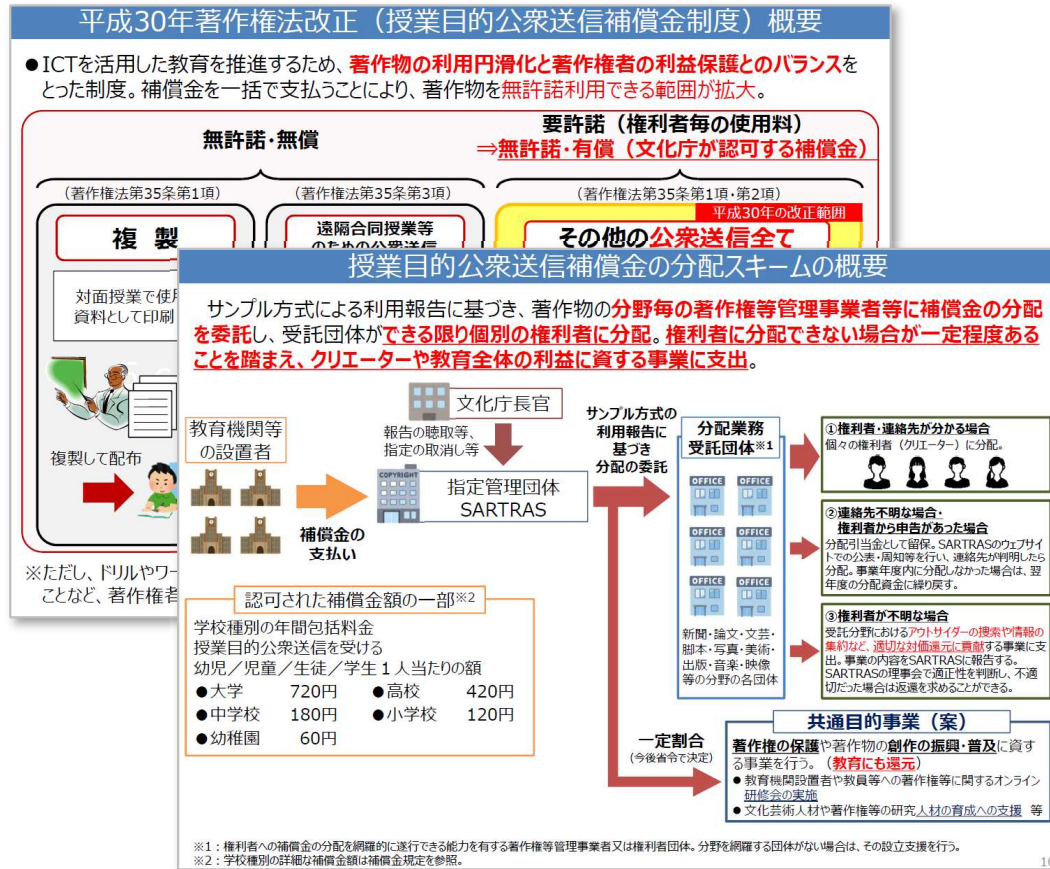 平成30年著作権法改正（授業目的公衆送信補償金制度）概要
●ICTを活用した教育を推進するため、著作物の利用円滑化と著作権者の利益保護とのバランスを
とった制度。補償金を一括で支払うことにより、著作物を無許諾利用できる範囲が拡大。
無許諾・無償
要許諾（権利者毎の使用料）
⇒無許諾・有償（文化庁が認可する補償金）
（著作権法第35条第1項）
（著作権法第35条第3項）
（著作権法第35条第1項・第2項）
平成30年の改正範囲
複製
遠隔合同授業等
のための公衆送信
その他の公衆送信全て
対面授業で使用
資料として印刷
複製して配布
※ただし、ドリルやワー
ことなど、著作権者
授業目的公衆送信補償金の分配スキームの概要
サンプル方式による利用報告に基づき、著作物の分野毎の著作権等管理事業者等に補償金の分配
を委託し、受託団体ができる限り個別の権利者に分配。権利者に分配できない場合が一定程度ある
ことを踏まえ、クリエーターや教育全体の利益に資する事業に支出。
教育機関等
の設置者
補償金の
支払い
文化庁長官
報告の聴取等、
指定の取消し等
COPYRIGHT
指定管理団体
SARTRAS
サンプル方式の
利用報告に
基づき
分配の委託
分配業務
受託団体※1
OFFICE
OFFICE
OFFICE
OFFICE
OFFICE
OFFICE
新聞・論文・文芸・
脚本・写真・美術・
出版・音楽・映像
等の分野の各団体
①権利者・連絡先が分かる場合
個々の権利者（クリエーター）に分配。
②連絡先不明な場合・
権利者から申告があった場合
分配引当金として留保。SARTRASのウェブサイ
トでの公表・周知等を行い、連絡先が判明したら
分配。事業年度内に分配しなかった場合は、翌
年度の分配資金に繰り戻す。
③権利者が不明な場合
受託分野におけるアウトサイダーの捜索や情報の
集約など、適切な対価還元に貢献する事業に支
出。事業の内容をSARTRASに報告する。
SARTRASの理事会で適正性を判断し、不適
切だった場合は返還を求めることができる。
認可された補償金額の一部※2
学校種別の年間包括料金
授業目的公衆送信を受ける
幼児／児童／生徒／学生１人当たりの額
●大学 720円 ●高校 420円
●中学校 180円 ●小学校 120円
●幼稚園 60円
一定割合
（今後省令で決定）
共通目的事業（案）
著作権の保護や著作物の創作の振興・普及に資す
る事業を行う。（教育にも還元）
● 教育機関設置者や教員等への著作権等に関するオンライン
研修会の実施
● 文化芸術人材や著作権等の研究人材の育成への支援 等
※1：権利者への補償金の分配を網羅的に遂行できる能力を有する著作権等管理事業者又は権利者団体。分野を網羅する団体がない場合は、その設立支援を行う。
※2：学校種別の詳細な補償金額は補償金規定を参照。